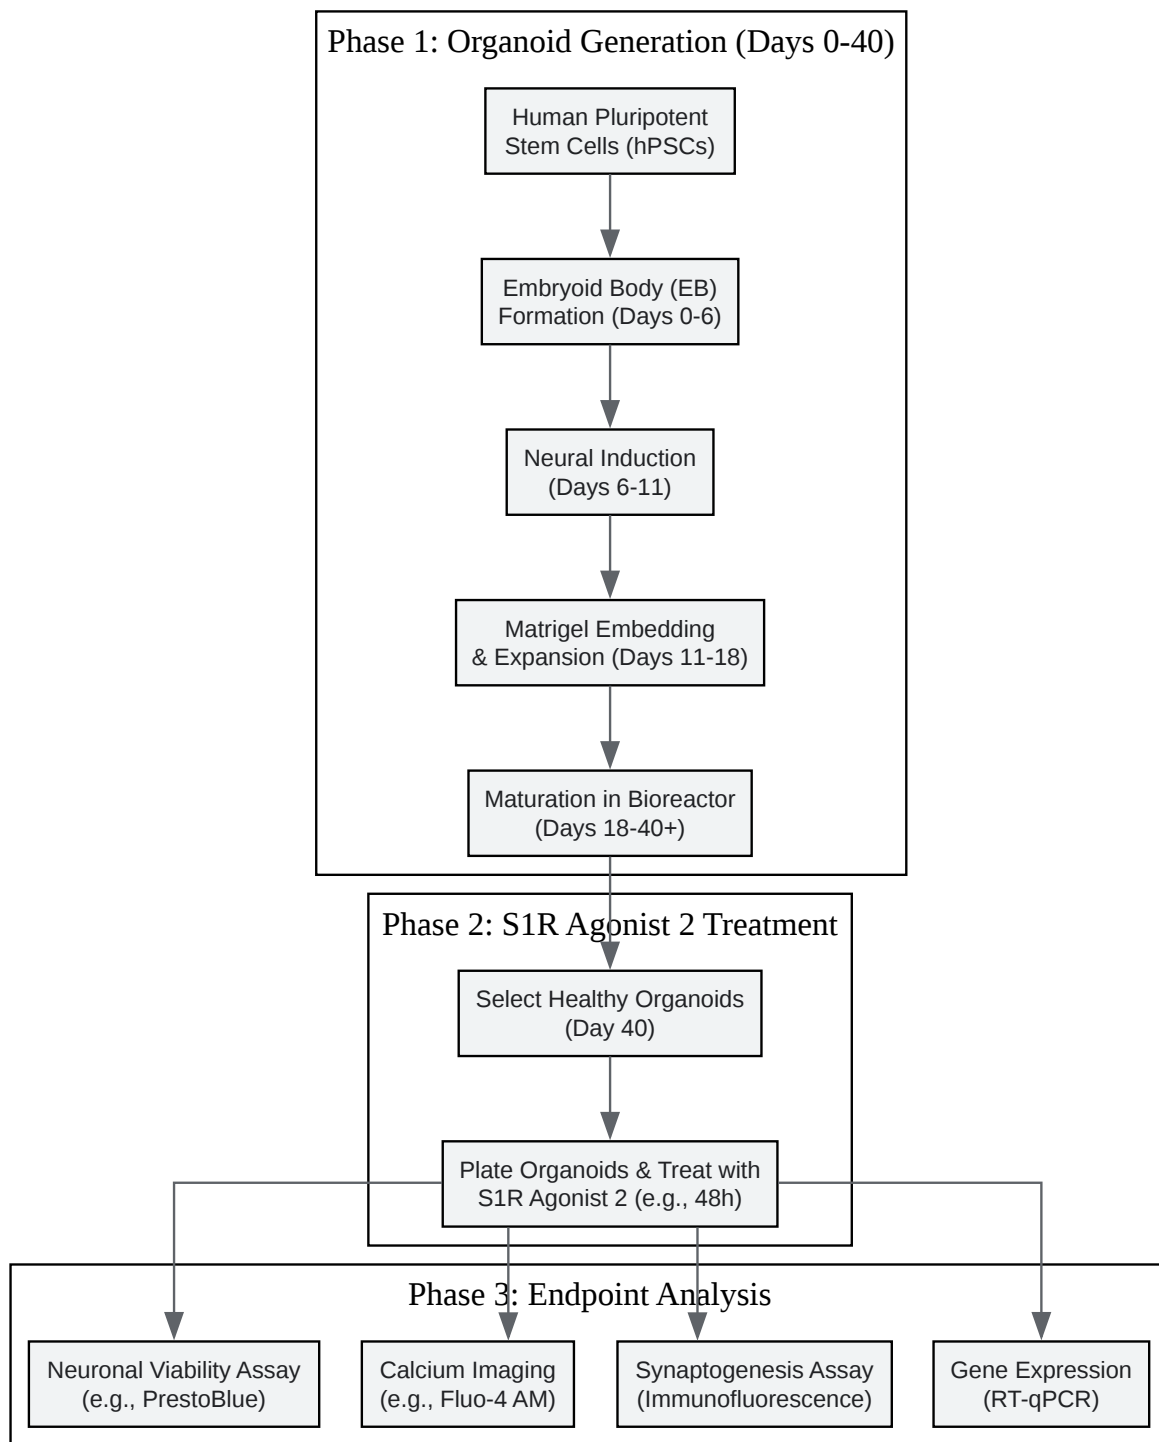 Phase 1: Organoid Generation (Days 0-40)
Human Pluripotent
Stem Cells (hPSCs)
Embryoid Body (EB)
Formation (Days 0-6)
Neural Induction
(Days 6-11)
Matrigel Embedding
& Expansion (Days 11-18)
Maturation in Bioreactor
(Days 18-40+)
Phase 2: S1R Agonist 2 Treatment
Select Healthy Organoids
(Day 40)
Plate Organoids & Treat with
S1R Agonist 2 (e.g., 48h)
Phase 3: Endpoint Analysis
Neuronal Viability Assay
(e.g., PrestoBlue)
Calcium Imaging
(e.g., Fluo-4 AM)
Synaptogenesis Assay
(Immunofluorescence)
Gene Expression
(RT-qPCR)